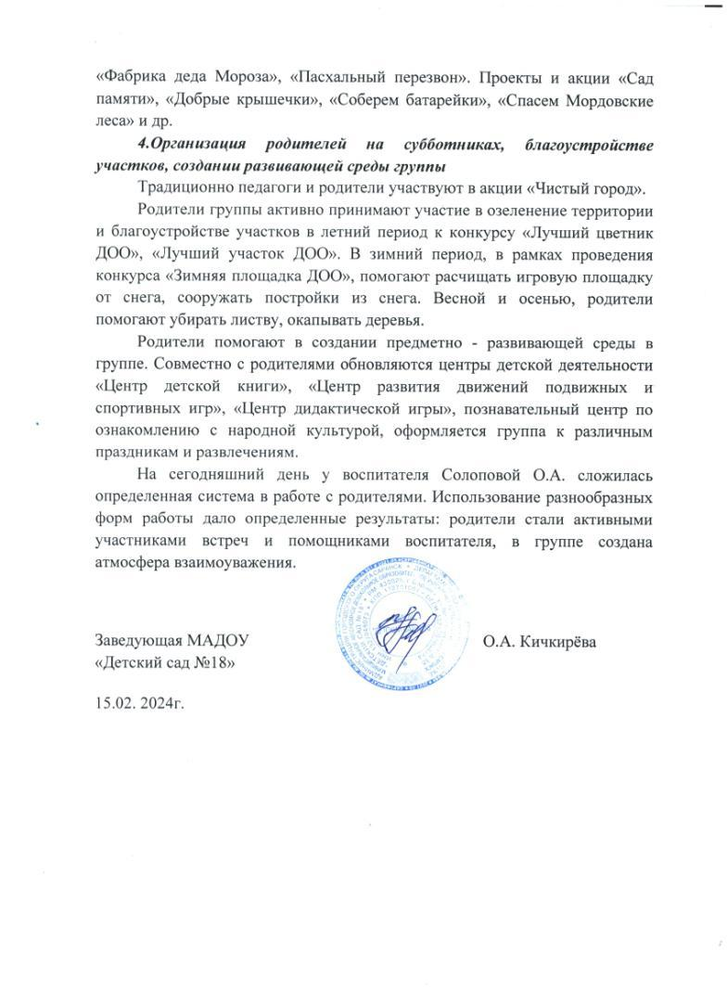 «Фабрика деда Мороза», «Пасхальный перезвон». Проекты и акции «Сад
памяти», «Добрые крышечки», «Соберем батарейки», «Спасем Мордовские
леса» и др.
4.Организация родителей на субботниках, благоустройстве
участков, создании развивающей среды группы
Традиционно педагоги и родители участвуют в акции «Чистый город».
Родители группы активно принимают участие в озеленение территории
и благоустройстве участков в летний период к конкурсу «Лучший цветник
ДОО», «Лучший участок ДОО». В зимний период, в рамках проведения
конкурса «Зимняя площадка ДОО», помогают расчищать игровую площадку
от снега, сооружать постройки из снега. Весной и осенью, родители
помогают убирать листву, окапывать деревья.
Родители помогают в создании предметно - развивающей среды в
группе. Совместно с родителями обновляются центры детской деятельности
«Центр детской книги», «Центр развития движений подвижных и
спортивных игр», «Центр дидактической игры», познавательный центр по
ознакомлению с народной культурой, оформляется группа к различным
праздникам и развлечениям.
На сегодняшний день у воспитателя Солоповой О.А. сложилась
определенная система в работе с родителями. Использование разнообразных
форм работы дало определенные результаты: родители стали активными
участниками встреч и помощниками воспитателя, в группе создана
атмосфера взаимоуважения.
Заведующая МАДОУ О.А. Кичкирёва
«Детский сад №18»
15.02. 2024г.